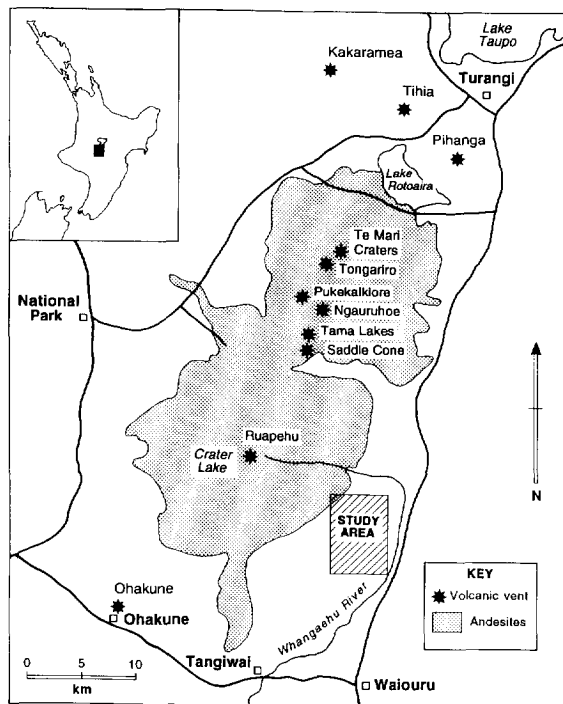 Lake
Taupo
Kakaramea
Turangi
Tihia
Pihanga
Lake
Rotoaira
Te Mari
Craters
Tongariro
National
Park
Pukekaikiore
Ngauruhoe
Tama Lakes
Saddle Cone
Ruapehu
Crater
Lake
N
STUDY
AREA
KEY
Volcanic vent
Andesites
Ohakune
Ohakune
Whangaehu River
0 5 10
km
Tangiwai
Waiouru